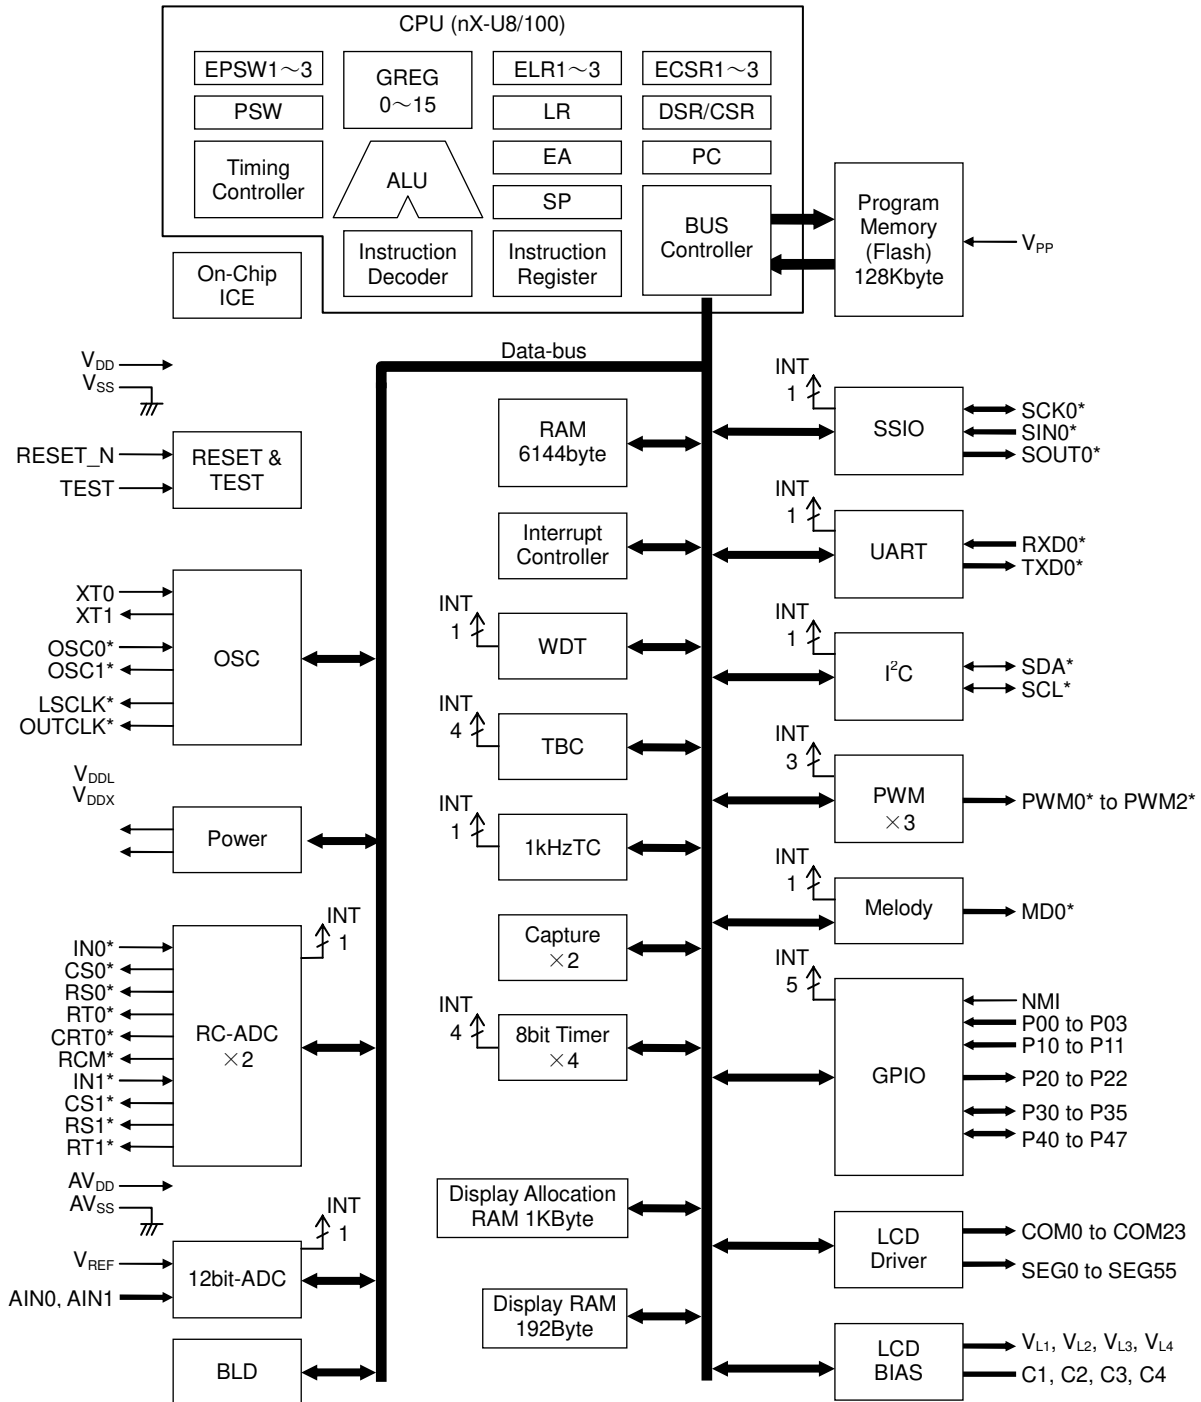 CPU (nX-U8/100)
EPSW1～3
GREG
0～15
ELR1～3
ECSR1～3
PSW
LR
DSR/CSR
Timing
Controller
ALU
EA
PC
SP
BUS
Controller
Program
Memory
(Flash)
128Kbyte
VPP
Instruction
Decoder
Instruction
Register
On-Chip
ICE
Data-bus
VDD
VSS
RESET_N
TEST
RESET &
TEST
XT0
XT1
OSC0*
OSC1*
LSCLK*
OUTCLK*
OSC
VDDL
VDDX
Power
INT
1
IN0*
CS0*
RS0*
RT0*
CRT0*
RCM*
IN1*
CS1*
RS1*
RT1*
RC-ADC
×2
AVDD
AVSS
INT
1
VREF
AIN0, AIN1
12bit-ADC
BLD
RAM
6144byte
Interrupt
Controller
INT
1
WDT
INT
4
TBC
INT
1
1kHzTC
Capture
×2
INT
4
8bit Timer
×4
Display Allocation
RAM 1KByte
Display RAM
192Byte
INT
1
SSIO
SCK0*
SIN0*
SOUT0*
INT
1
UART
RXD0*
TXD0*
INT
1
I²C
SDA*
SCL*
INT
3
PWM
×3
PWM0* to PWM2*
INT
1
Melody
MD0*
INT
5
GPIO
NMI
P00 to P03
P10 to P11
P20 to P22
P30 to P35
P40 to P47
LCD
Driver
COM0 to COM23
SEG0 to SEG55
LCD
BIAS
VL1, VL2, VL3, VL4
C1, C2, C3, C4